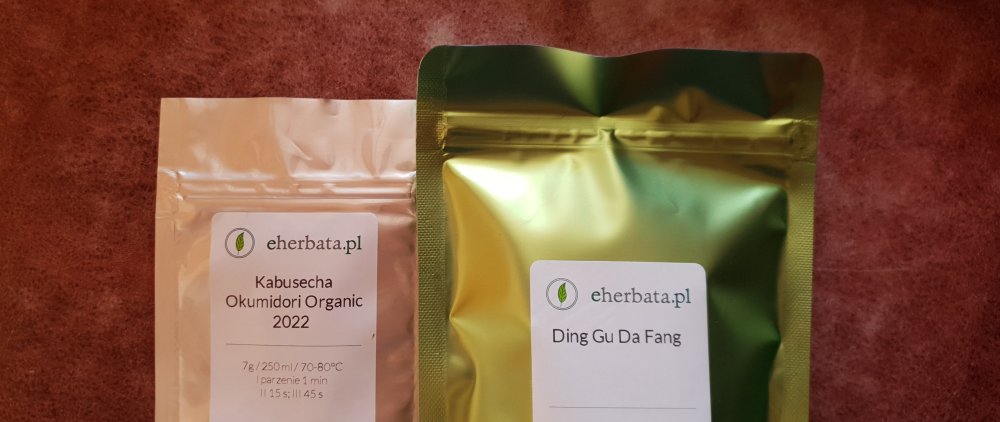 eherbata.pl
Kabusecha
Okumidori Organic
2022
7g / 250 ml / 70-80°C
I parzenie 1 min
II 15 s; III 45 s
eherbata.pl
Ding Gu Da Fang